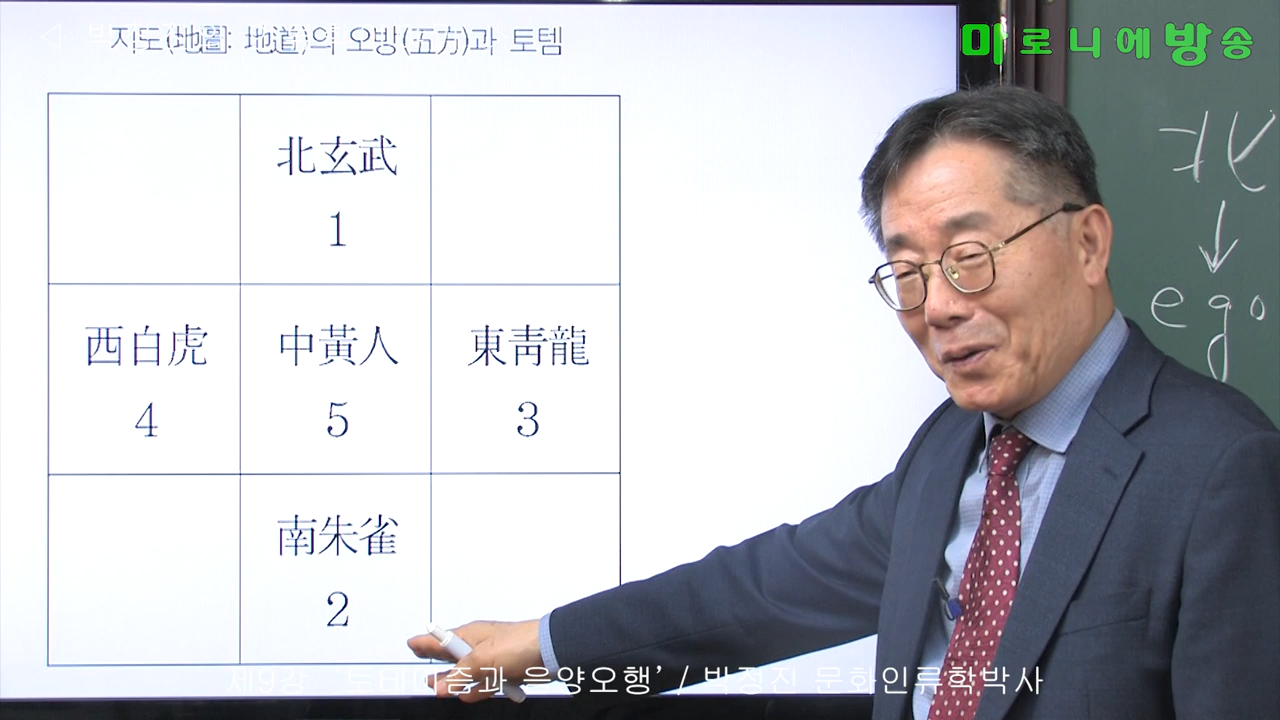 지도(地圖: 地道)의 오방(五方)과 토템
마로니에방송
北玄武
1
西白虎
4
中黃人
5
東靑龍
3
南朱雀
2
北
↓
ego
제9강 '토테미즘과 음양오행' / 박정진 문화인류학박사